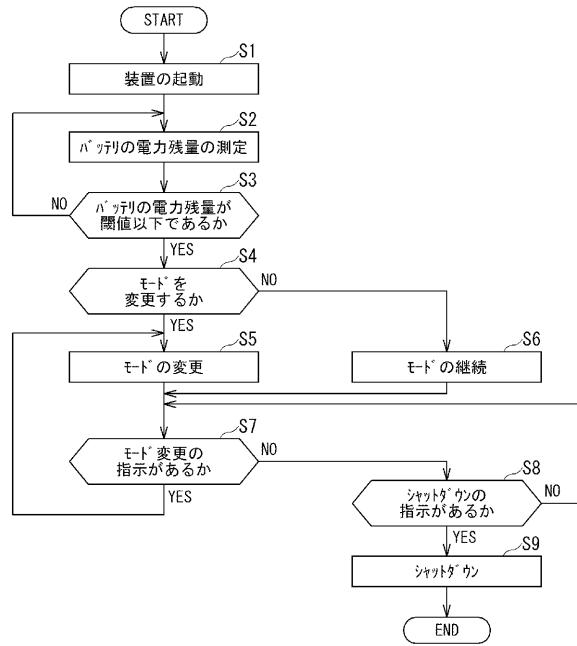 START
S1
装置の起動
S2
ﾊﾞｯﾃﾘの電力残量の測定
S3
ﾊﾞｯﾃﾘの電力残量が
閾値以下であるか
NO
YES
S4
ﾓｰﾄﾞを
変更するか
NO
YES
S5
ﾓｰﾄﾞの変更
S6
ﾓｰﾄﾞの継続
S7
ﾓｰﾄﾞ変更の
指示があるか
NO
YES
S8
ｼｬｯﾄﾀﾞｳﾝの
指示があるか
NO
YES
S9
ｼｬｯﾄﾀﾞｳﾝ
END